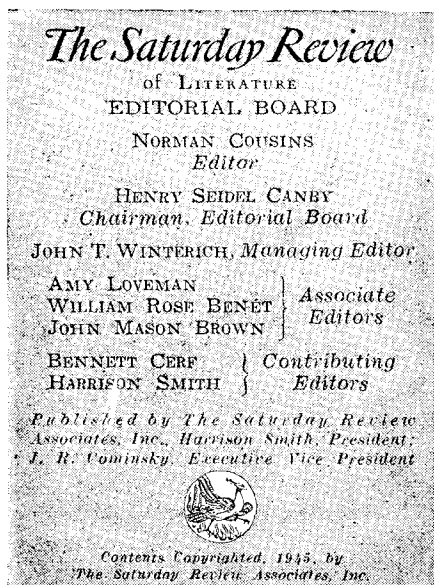 The Saturday Review
of LITERATURE
EDITORIAL BOARD
NORMAN COUSINS
Editor
HENRY SEIDEL CANBY
Chairman, Editorial Board
JOHN T. WINTERICH, Managing Editor
AMY LOVEMAN
WILLIAM ROSE BENÉT
JOHN MASON BROWN
Associate
Editors
BENNETT CERF
HARRISON SMITH
Contributing
Editors
Published by The Saturday Review
Associates, Inc., Harrison Smith, President;
J. R. Cominsky, Executive Vice President
Contents Copyrighted, 1945, by
The Saturday Review Associates, Inc.